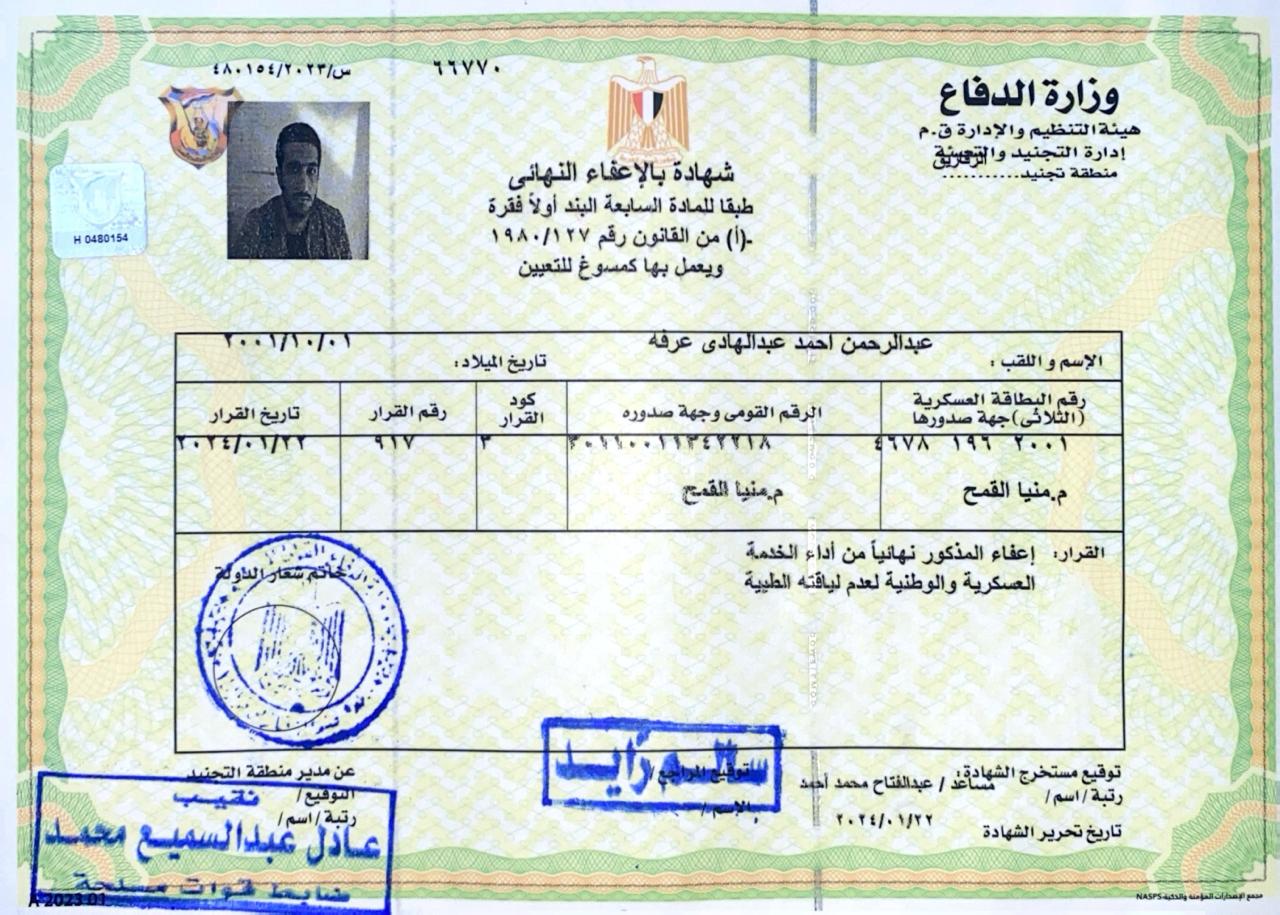 وزارة الدفاع
هيئة التنظيم والإدارة ق.م
إدارة التجنيد والتعبئة
منطقة تجنيد.......... الزقازيق
٦٦٧٧٠
س/٤٨٠١٥٤/٢٠٢٣
H 0480154
شهادة بالإعفاء النهائى
طبقا للمادة السابعة البند أولاً فقرة
-(أ) من القانون رقم ١٩٨٠/١٢٧
ويعمل بها كمسوغ للتعيين
الإسم و اللقب : عبدالرحمن احمد عبدالهادى عرفه
تاريخ الميلاد: ٢٠٠١/١٠/٠١
رقم البطاقة العسكرية (الثلاثى) جهة صدورها
الرقم القومى وجهة صدوره
كود القرار
رقم القرار
تاريخ القرار
٢٠٠١ ١٩٦ ٤٦٧٨
٣
٩١٧
٢٠٢٤/٠١/٢٢
م.منيا القمح
م.منيا القمح
القرار: إعفاء المذكور نهائياً من أداء الخدمة
العسكرية والوطنية لعدم لياقته الطبية
خاتم شعار الدولة
توقيع مستخرج الشهادة:
رتبة / اسم/ مساعد / عبدالفتاح محمد أحمد
تاريخ تحرير الشهادة ٢٠٢٤/٠١/٢٢
توقيع المراجع/
الإسم/
رائد
عن مدير منطقة التجنيد
التوقيع/
رتبة / اسم/
نقيب
عادل عبدالسميع محمد
ضابط قوات مسلحة
A 2023 01
مجمع الإصدارات المؤمنة والذكية NASPS